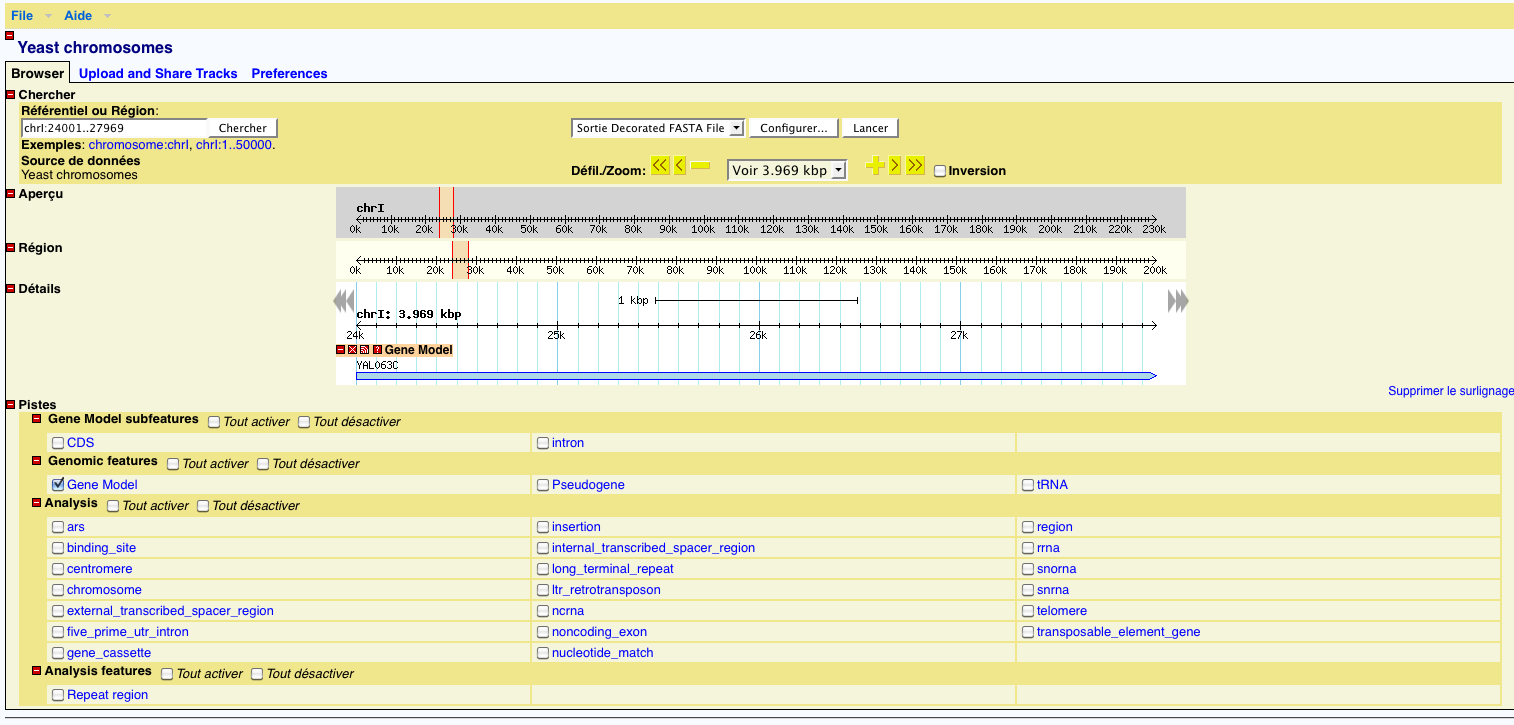 File Aide
Yeast chromosomes
Browser Upload and Share Tracks Preferences
Chercher
Référentiel ou Région:
chrI:24001..27969 Chercher Sortie Decorated FASTA File Configurer... Lancer
Exemples: chromosome:chrI, chrI:1..50000.
Source de données
Défil./Zoom: << < Voir 3.969 kbp > >> Inversion
Yeast chromosomes
Aperçu
chrI
0k 10k 20k 30k 40k 50k 60k 70k 80k 90k 100k 110k 120k 130k 140k 150k 160k 170k 180k 190k 200k 210k 220k 230k
Région
0k 10k 20k 30k 40k 50k 60k 70k 80k 90k 100k 110k 120k 130k 140k 150k 160k 170k 180k 190k 200k
Détails
1 kbp
chrI: 3.969 kbp
24k 25k 26k 27k
? Gene Model
YAL063C
Supprimer le surlignage
Pistes
Gene Model subfeatures Tout activer Tout désactiver
CDS intron
Genomic features Tout activer Tout désactiver
Gene Model Pseudogene tRNA
Analysis Tout activer Tout désactiver
ars insertion region
binding_site internal_transcribed_spacer_region rrna
centromere long_terminal_repeat snorna
chromosome ltr_retrotransposon snrna
external_transcribed_spacer_region ncrna telomere
five_prime_utr_intron noncoding_exon transposable_element_gene
gene_cassette nucleotide_match
Analysis features Tout activer Tout désactiver
Repeat region